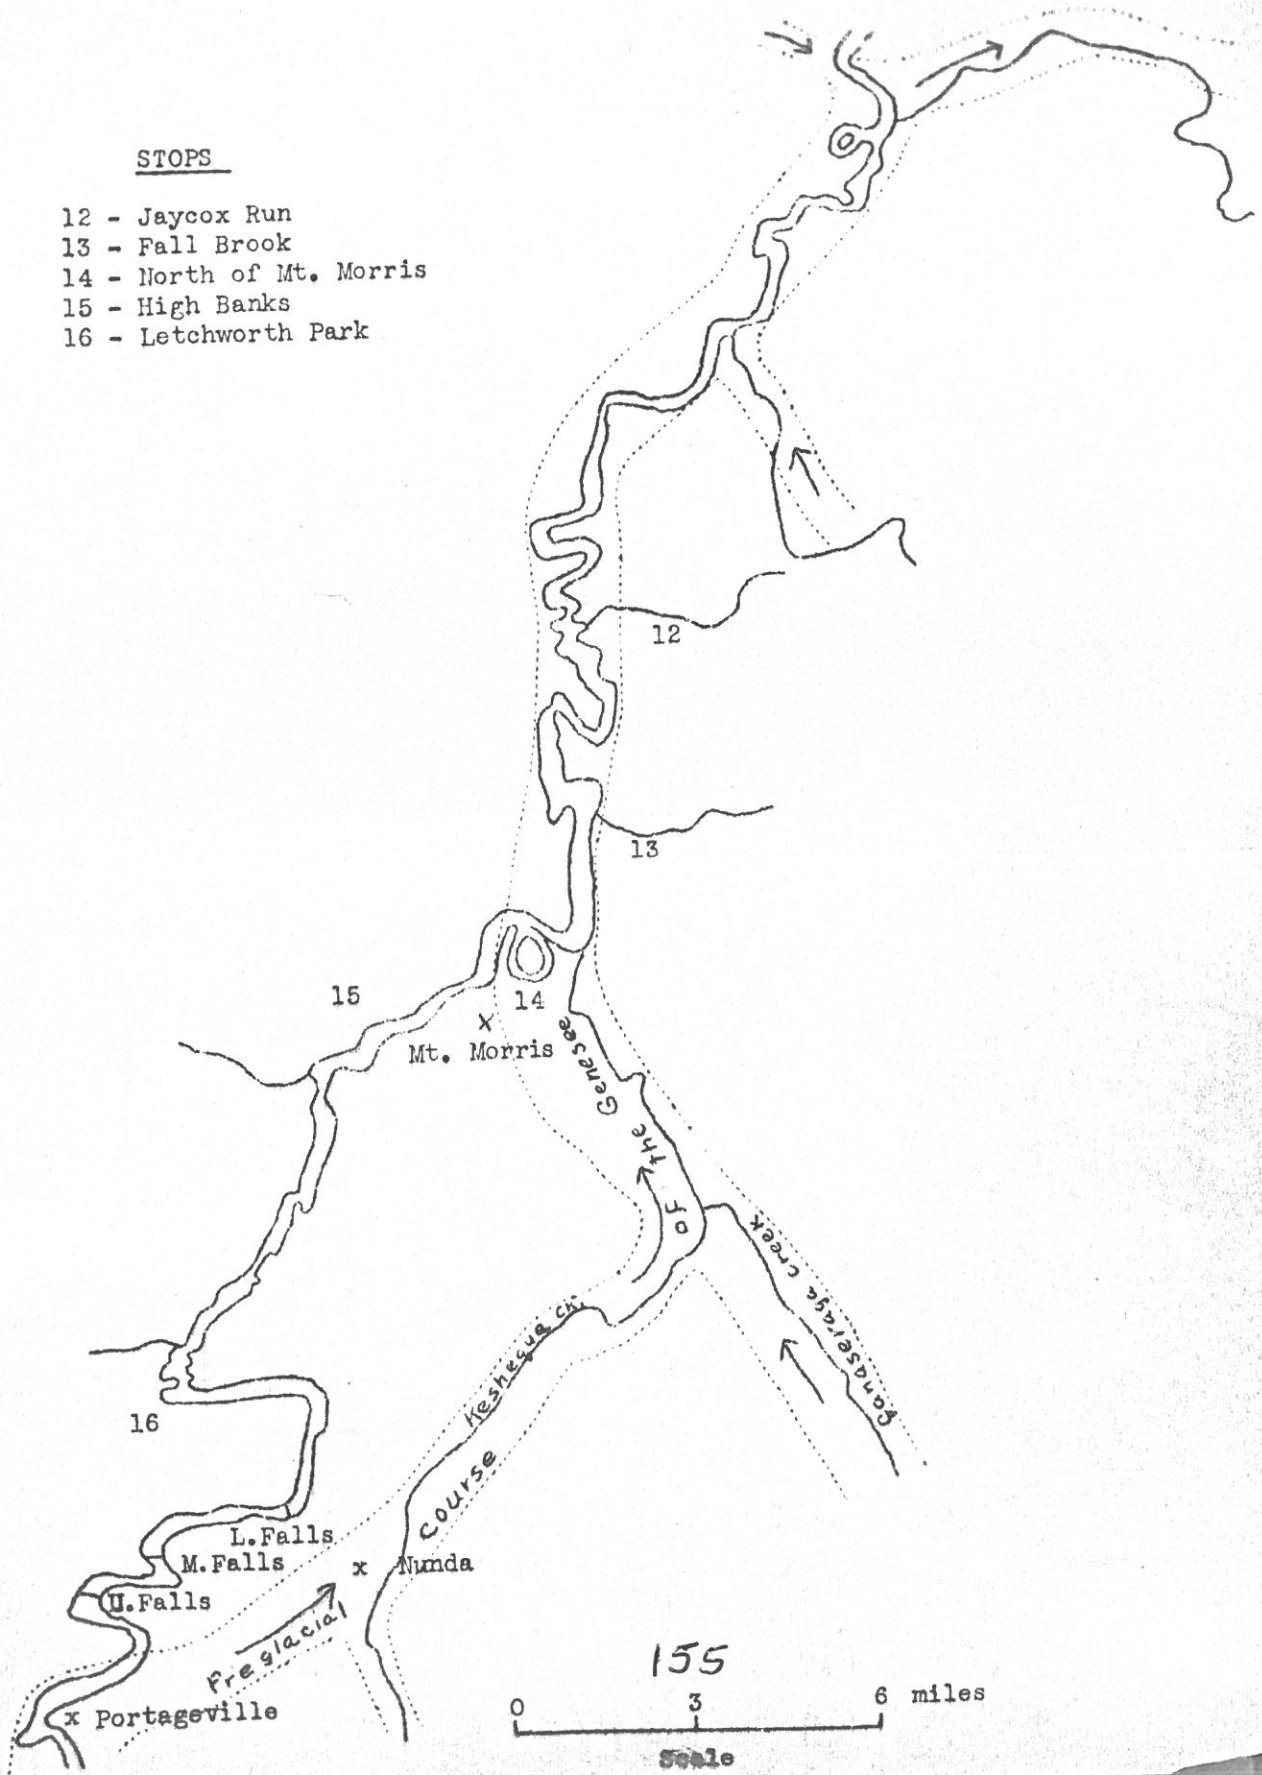 STOPS
12 - Jaycox Run
13 - Fall Brook
14 - North of Mt. Morris
15 - High Banks
16 - Letchworth Park
12
13
15
14
x
Mt. Morris
Preglacial course of the Genesee
Keshequa Ck.
Canaseraga Creek
16
L.Falls
M.Falls
x Nunda
U.Falls
x Portageville
155
0 3 6 miles
Scale